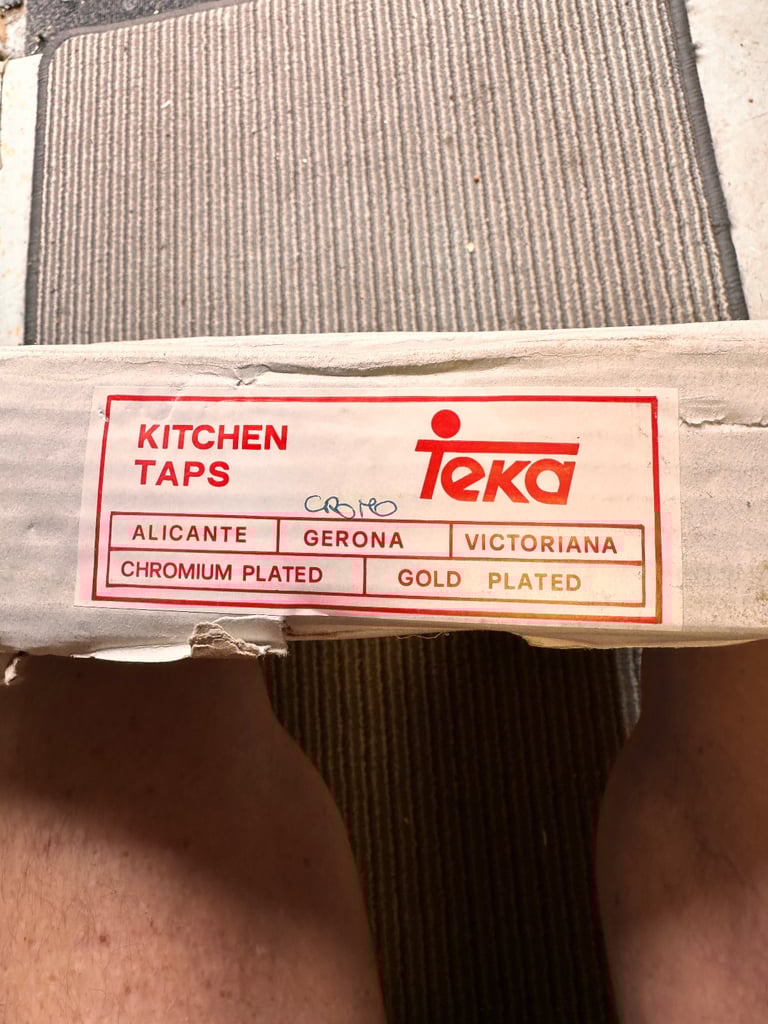 KITCHEN
TAPS
Teka
CROMO
ALICANTE GERONA VICTORIANA
CHROMIUM PLATED GOLD PLATED